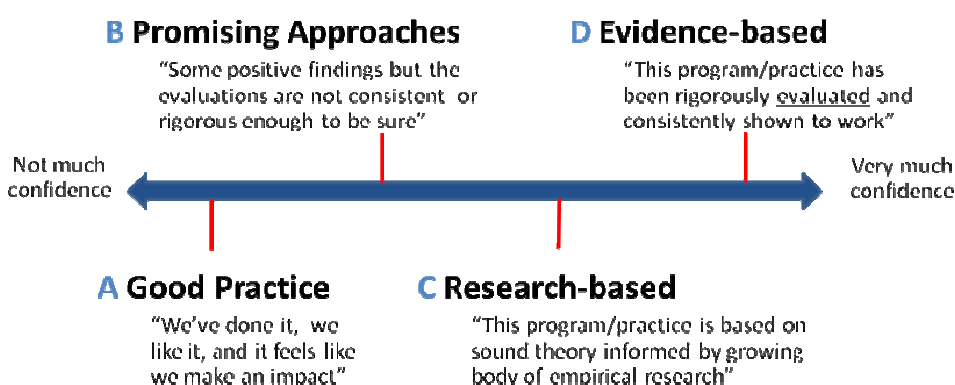 B Promising Approaches
"Some positive findings but the
evaluations are not consistent or
rigorous enough to be sure"
D Evidence-based
"This program/practice has
been rigorously evaluated and
consistently shown to work"
Not much
confidence
Very much
confidence
A Good Practice
"We've done it, we
like it, and it feels like
we make an impact"
C Research-based
"This program/practice is based on
sound theory informed by growing
body of empirical research"